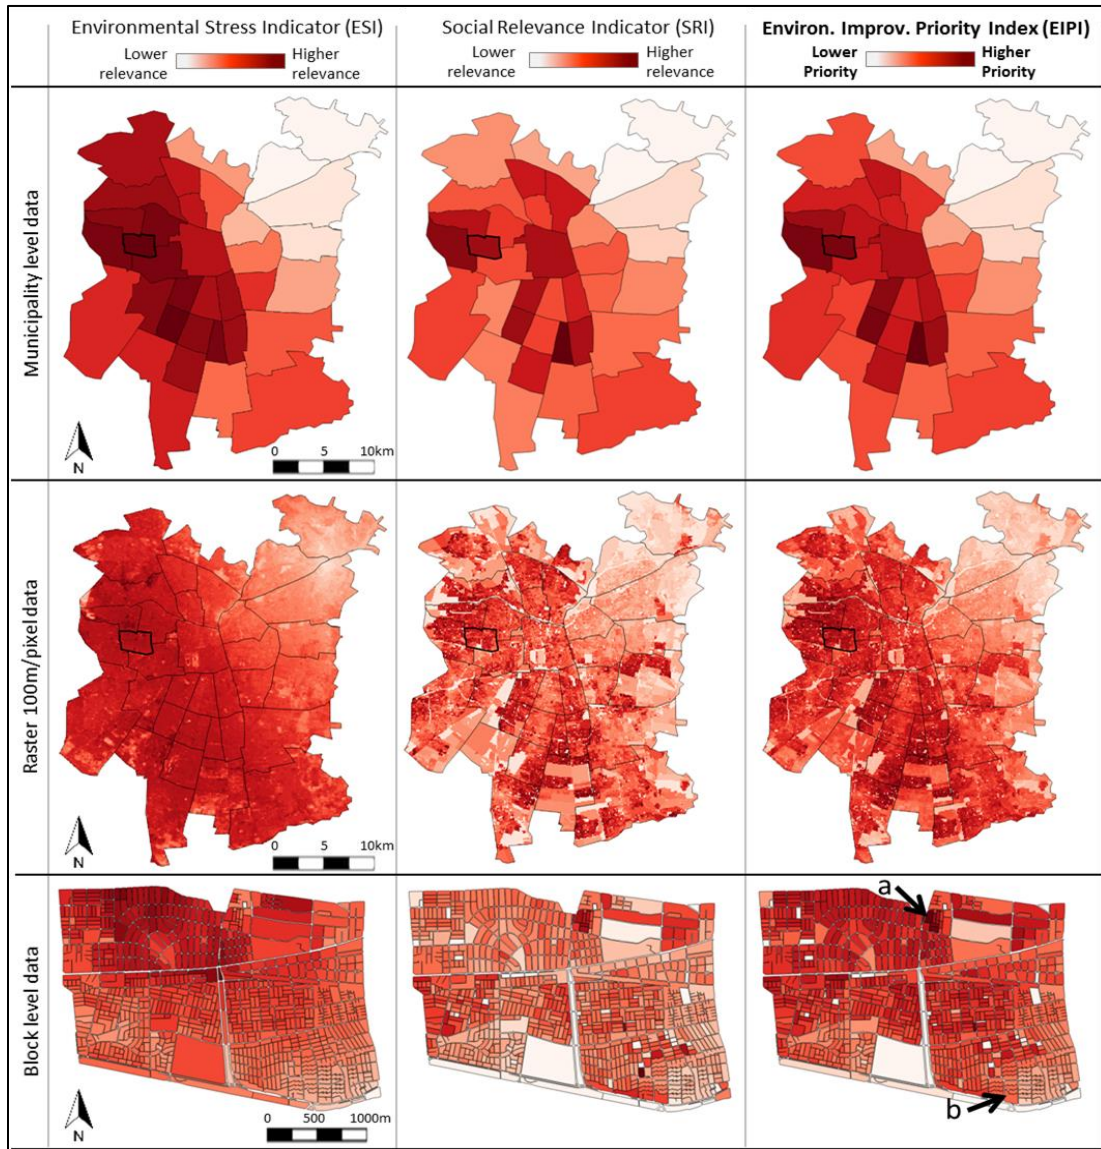 Environmental Stress Indicator (ESI)
Lower relevance
Higher relevance
Social Relevance Indicator (SRI)
Lower relevance
Higher relevance
Environ. Improv. Priority Index (EIPI)
Lower Priority
Higher Priority
Municipality level data
N
0 5 10km
Raster 100m/pixel data
N
0 5 10km
Block level data
N
0 500 1000m
a
b